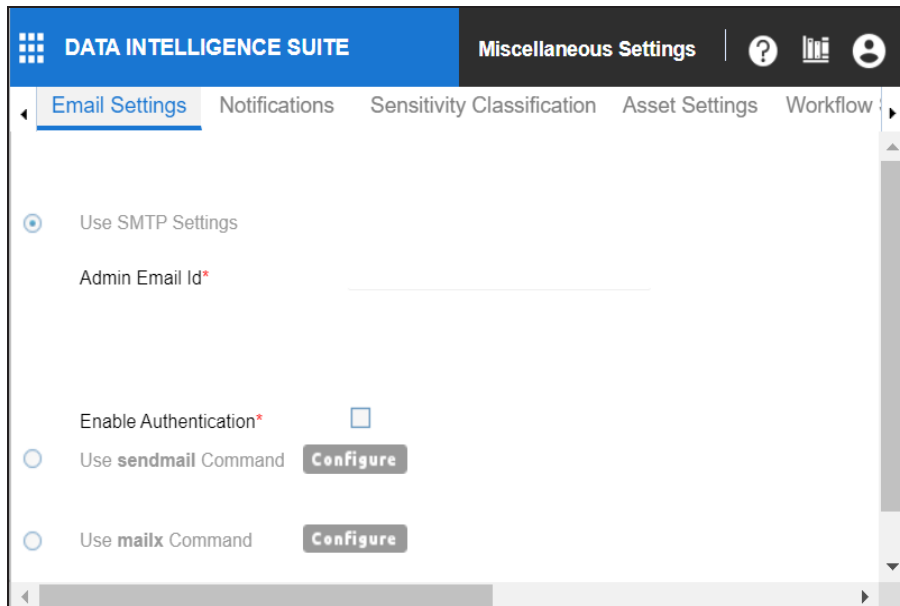 DATA INTELLIGENCE SUITE Miscellaneous Settings
Email Settings Notifications Sensitivity Classification Asset Settings Workflow
Use SMTP Settings
Admin Email Id*
Enable Authentication*
Use sendmail Command Configure
Use mailx Command Configure